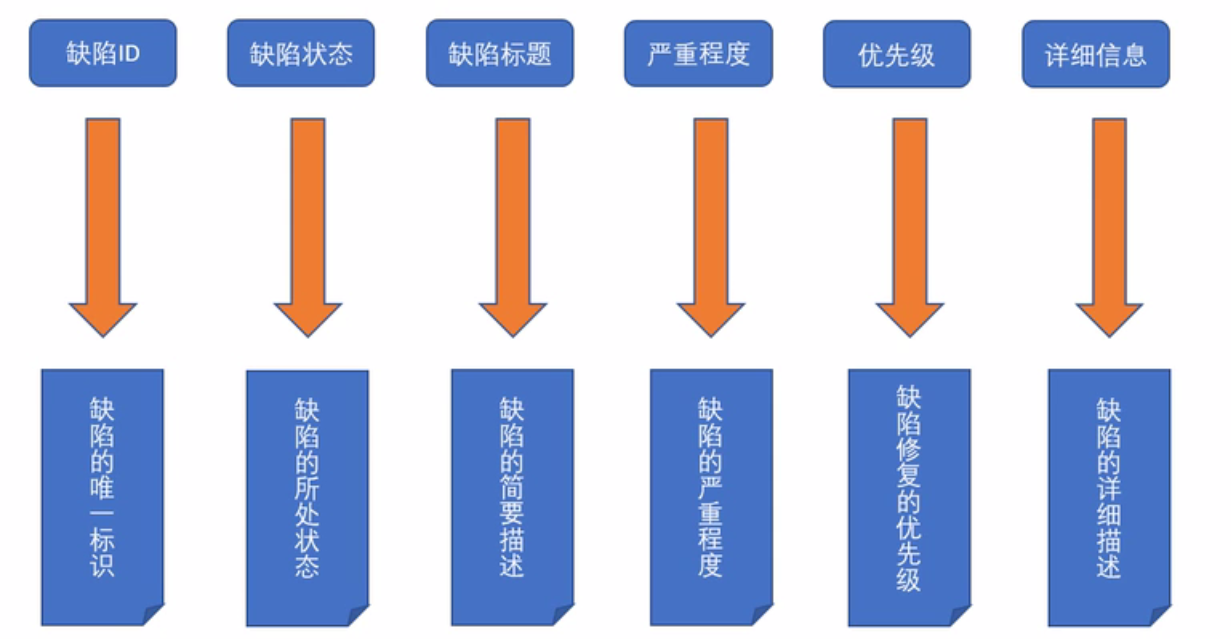 缺陷ID
缺陷状态
缺陷标题
严重程度
优先级
详细信息
缺陷的唯一标识
缺陷的所处状态
缺陷的简要描述
缺陷的严重程度
缺陷修复的优先级
缺陷的详细描述